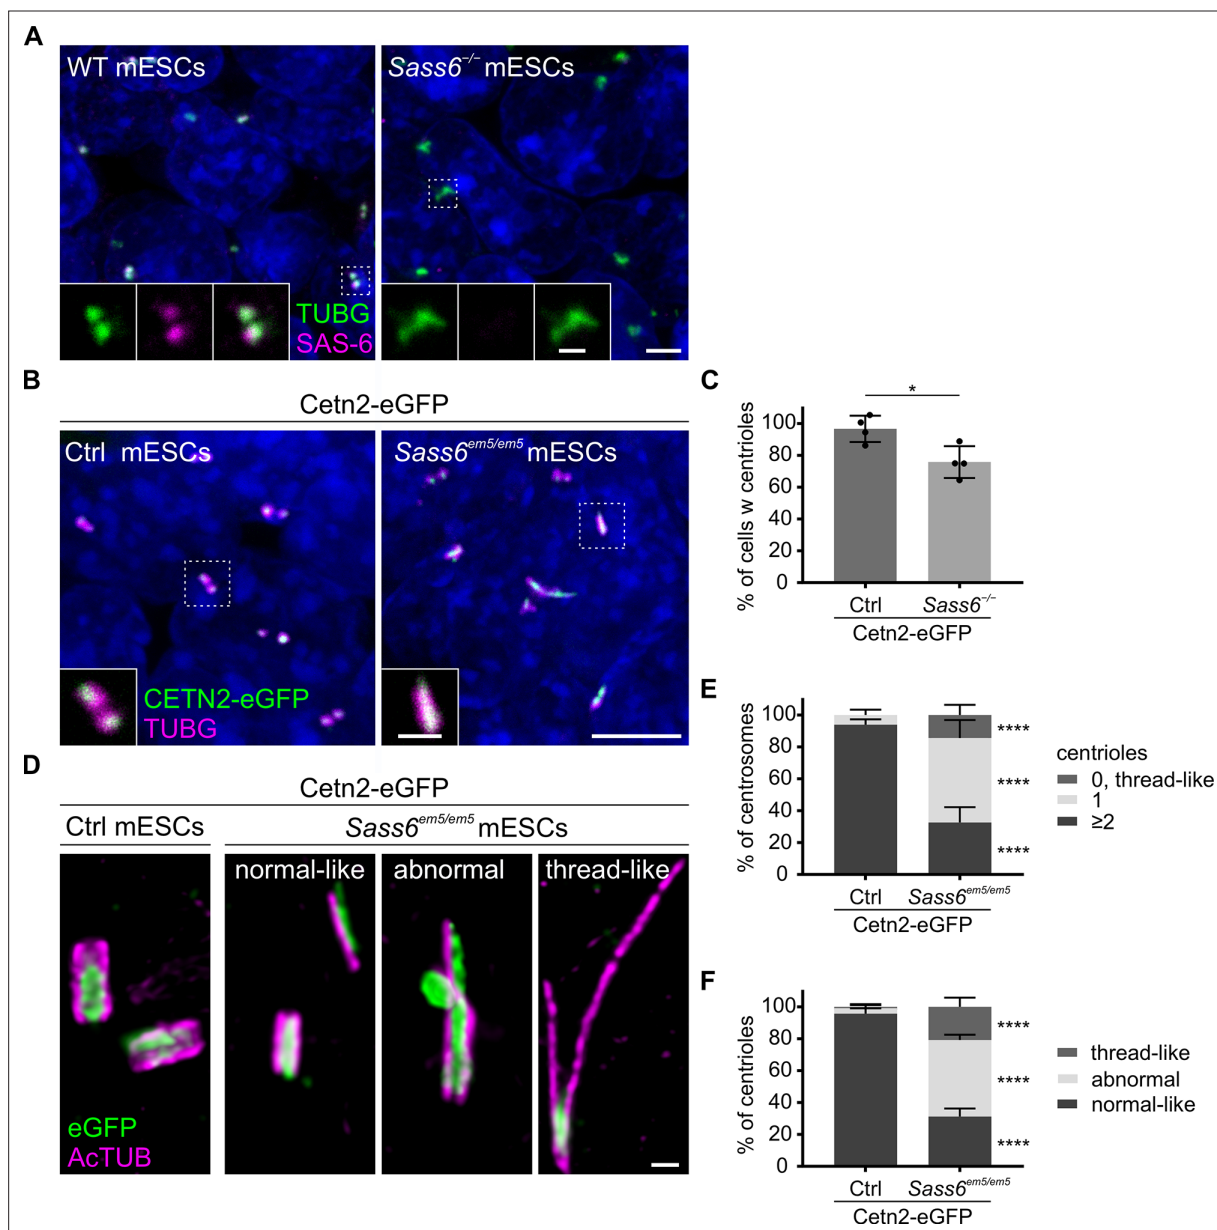 A
WT mESCs
Sass6−/− mESCs
TUBG
SAS-6
B
Cetn2-eGFP
Ctrl mESCs
Sass6em5/em5 mESCs
CETN2-eGFP
TUBG
C
*
% of cells w centrioles
100
80
60
40
20
0
Ctrl
Sass6−/−
Cetn2-eGFP
D
Cetn2-eGFP
Ctrl mESCs
Sass6em5/em5 mESCs
normal-like
abnormal
thread-like
eGFP
AcTUB
E
% of centrosomes
100
80
60
40
20
0
****
****
****
centrioles
0, thread-like
1
≥2
Ctrl
Sass6em5/em5
Cetn2-eGFP
F
% of centrioles
100
80
60
40
20
0
****
****
****
thread-like
abnormal
normal-like
Ctrl
Sass6em5/em5
Cetn2-eGFP